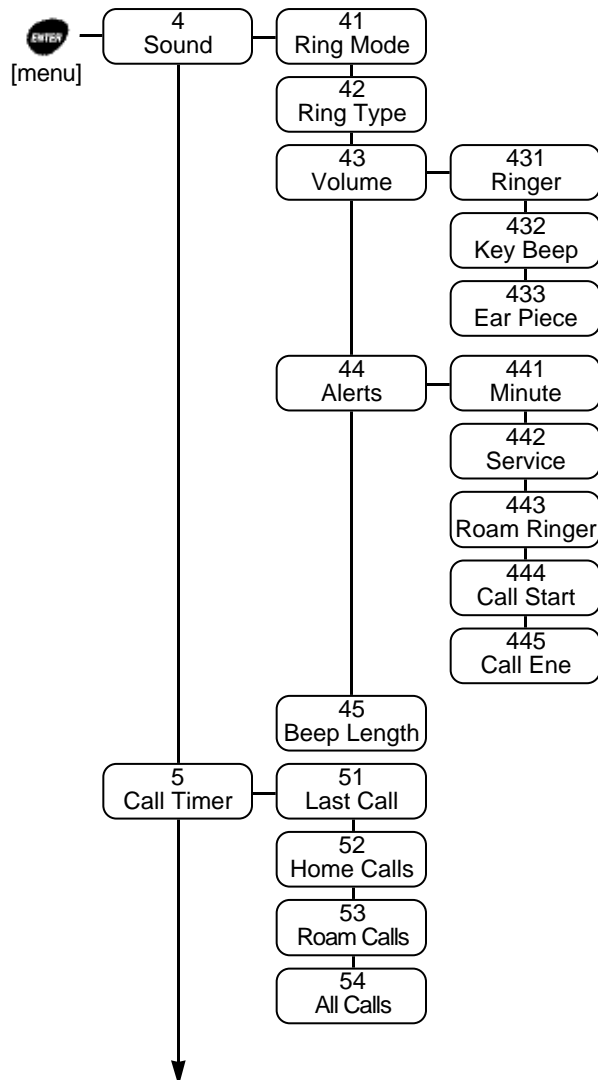 ENTER
[menu]
4
Sound
41
Ring Mode
42
Ring Type
43
Volume
431
Ringer
432
Key Beep
433
Ear Piece
44
Alerts
441
Minute
442
Service
443
Roam Ringer
444
Call Start
445
Call Ene
45
Beep Length
5
Call Timer
51
Last Call
52
Home Calls
53
Roam Calls
54
All Calls